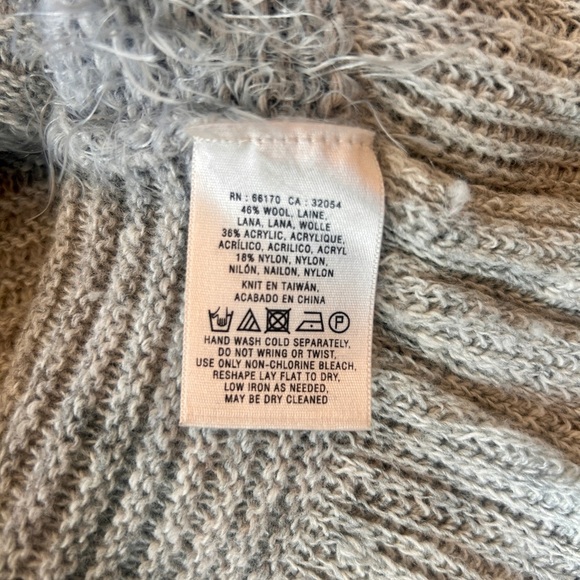 RN : 66170 CA : 32054
46% WOOL, LAINE,
LANA, LANA, WOLLE
36% ACRYLIC, ACRYLIQUE,
ACRÍLICO, ACRILICO, ACRYL
18% NYLON, NYLON,
NILÓN, NAILON, NYLON
KNIT EN TAIWÁN,
ACABADO EN CHINA
P
HAND WASH COLD SEPARATELY,
DO NOT WRING OR TWIST,
USE ONLY NON-CHLORINE BLEACH,
RESHAPE LAY FLAT TO DRY,
LOW IRON AS NEEDED,
MAY BE DRY CLEANED